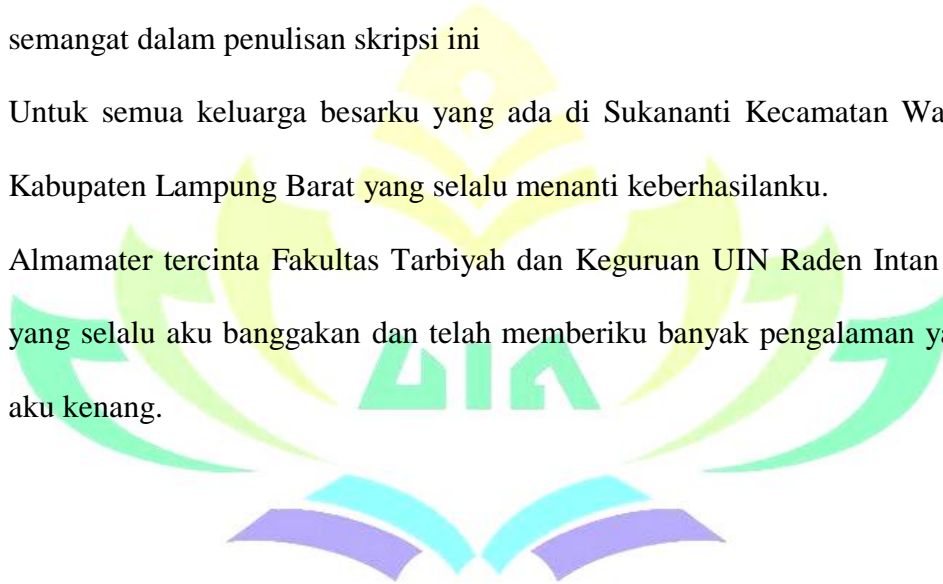 semangat dalam penulisan skripsi ini
Untuk semua keluarga besarku yang ada di Sukananti Kecamatan Wa
Kabupaten Lampung Barat yang selalu menanti keberhasilanku.
Almamater tercinta Fakultas Tarbiyah dan Keguruan UIN Raden Intan
yang selalu aku banggakan dan telah memberiku banyak pengalaman ya
aku kenang.
UIN